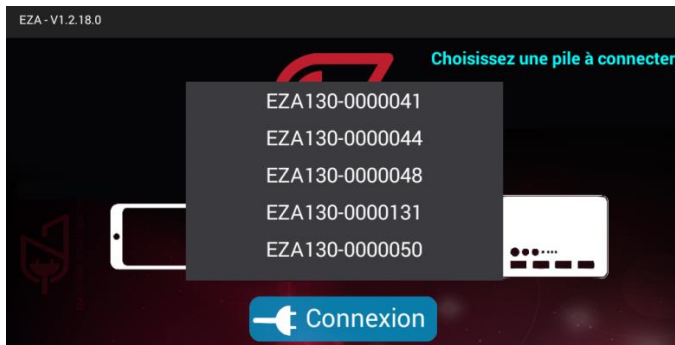 EZA - V1.2.18.0
Choisissez une pile à connecter
EZA130-0000041
EZA130-0000044
EZA130-0000048
EZA130-0000131
EZA130-0000050
Connexion